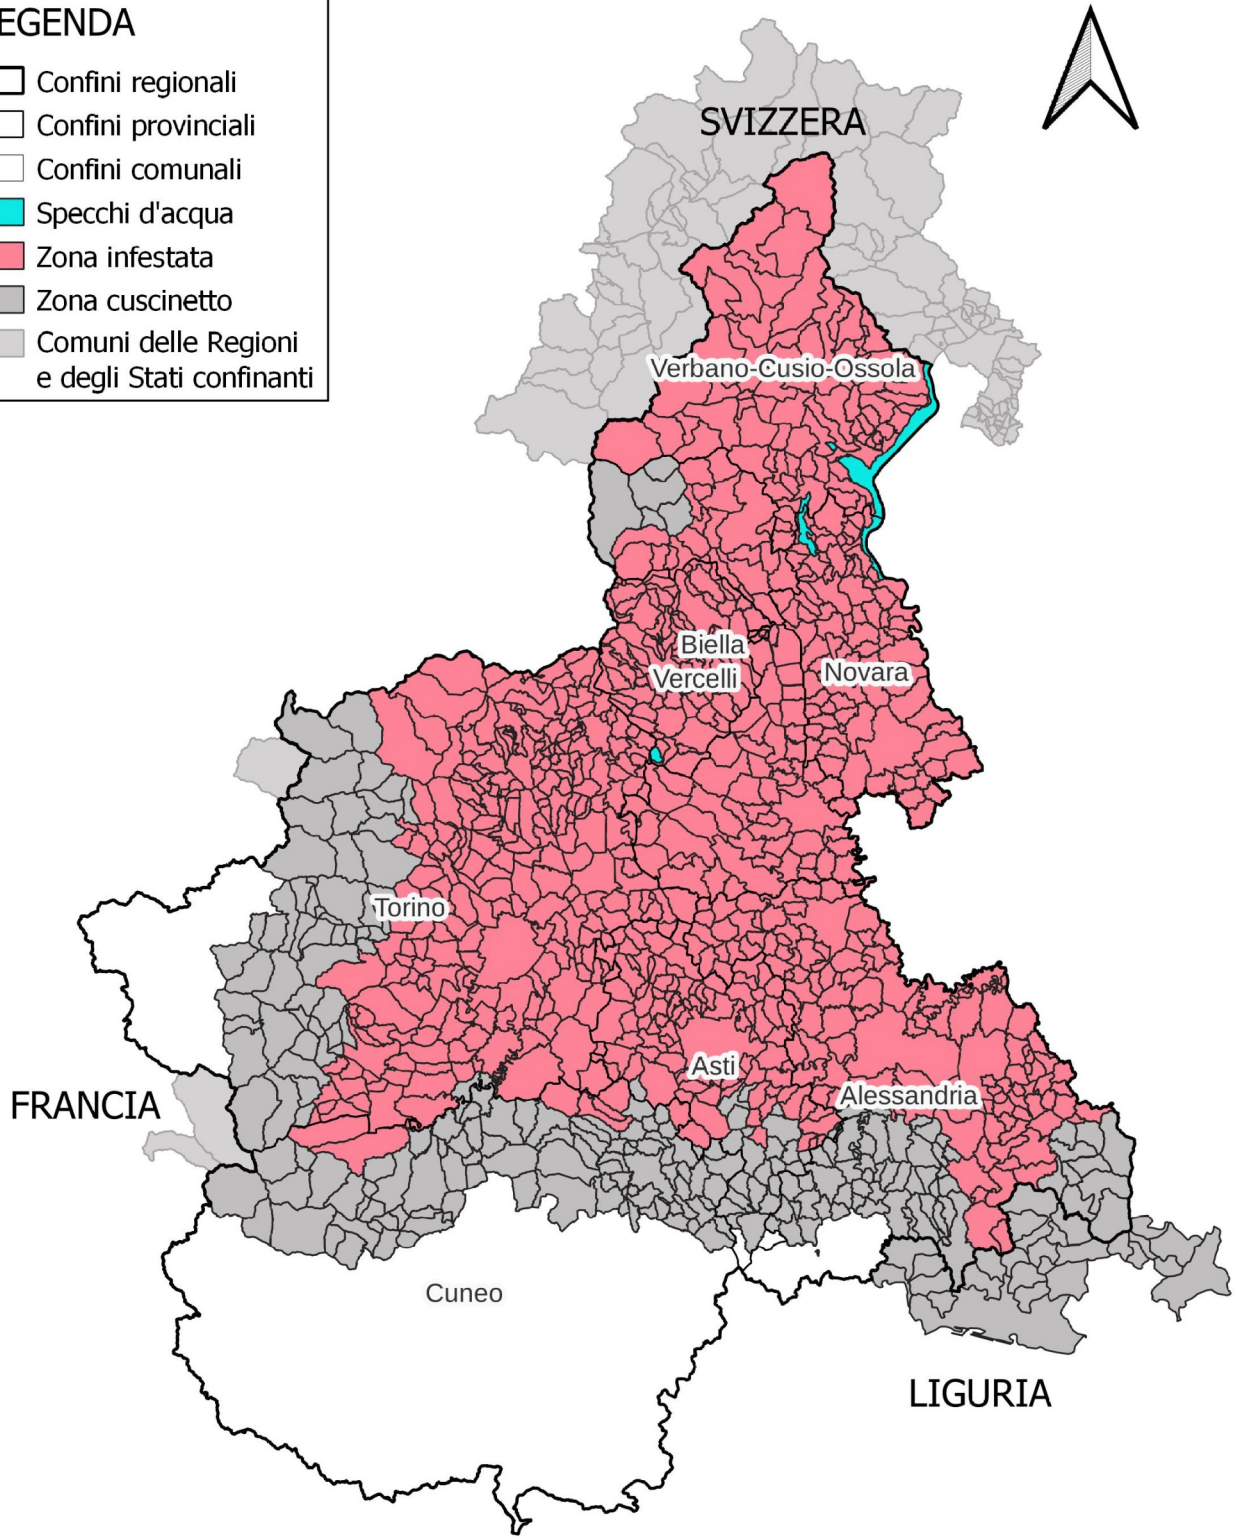 EGENDA
Confini regionali
Confini provinciali
Confini comunali
Specchi d'acqua
Zona infestata
Zona cuscinetto
Comuni delle Regioni
e degli Stati confinanti
SVIZZERA
Verbano-Cusio-Ossola
Biella
Vercelli
Novara
Torino
Asti
Alessandria
FRANCIA
Cuneo
LIGURIA